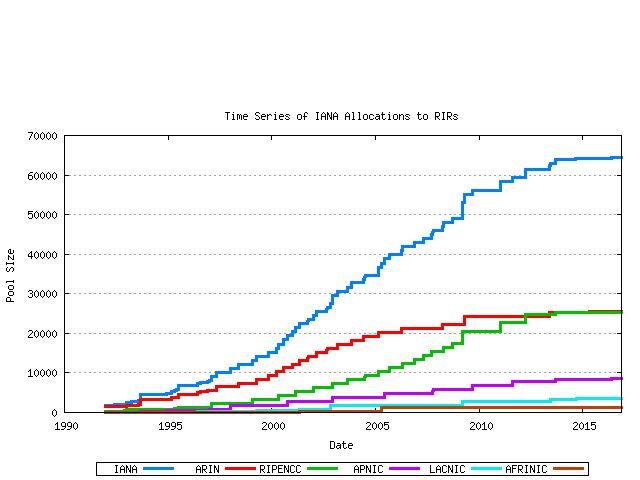 Time Series of IANA Allocations to RIRs
70000
60000
50000
40000
30000
20000
10000
0
Pool SIze
1990 1995 2000 2005 2010 2015
Date
IANA ARIN RIPENCC APNIC LACNIC AFRINIC